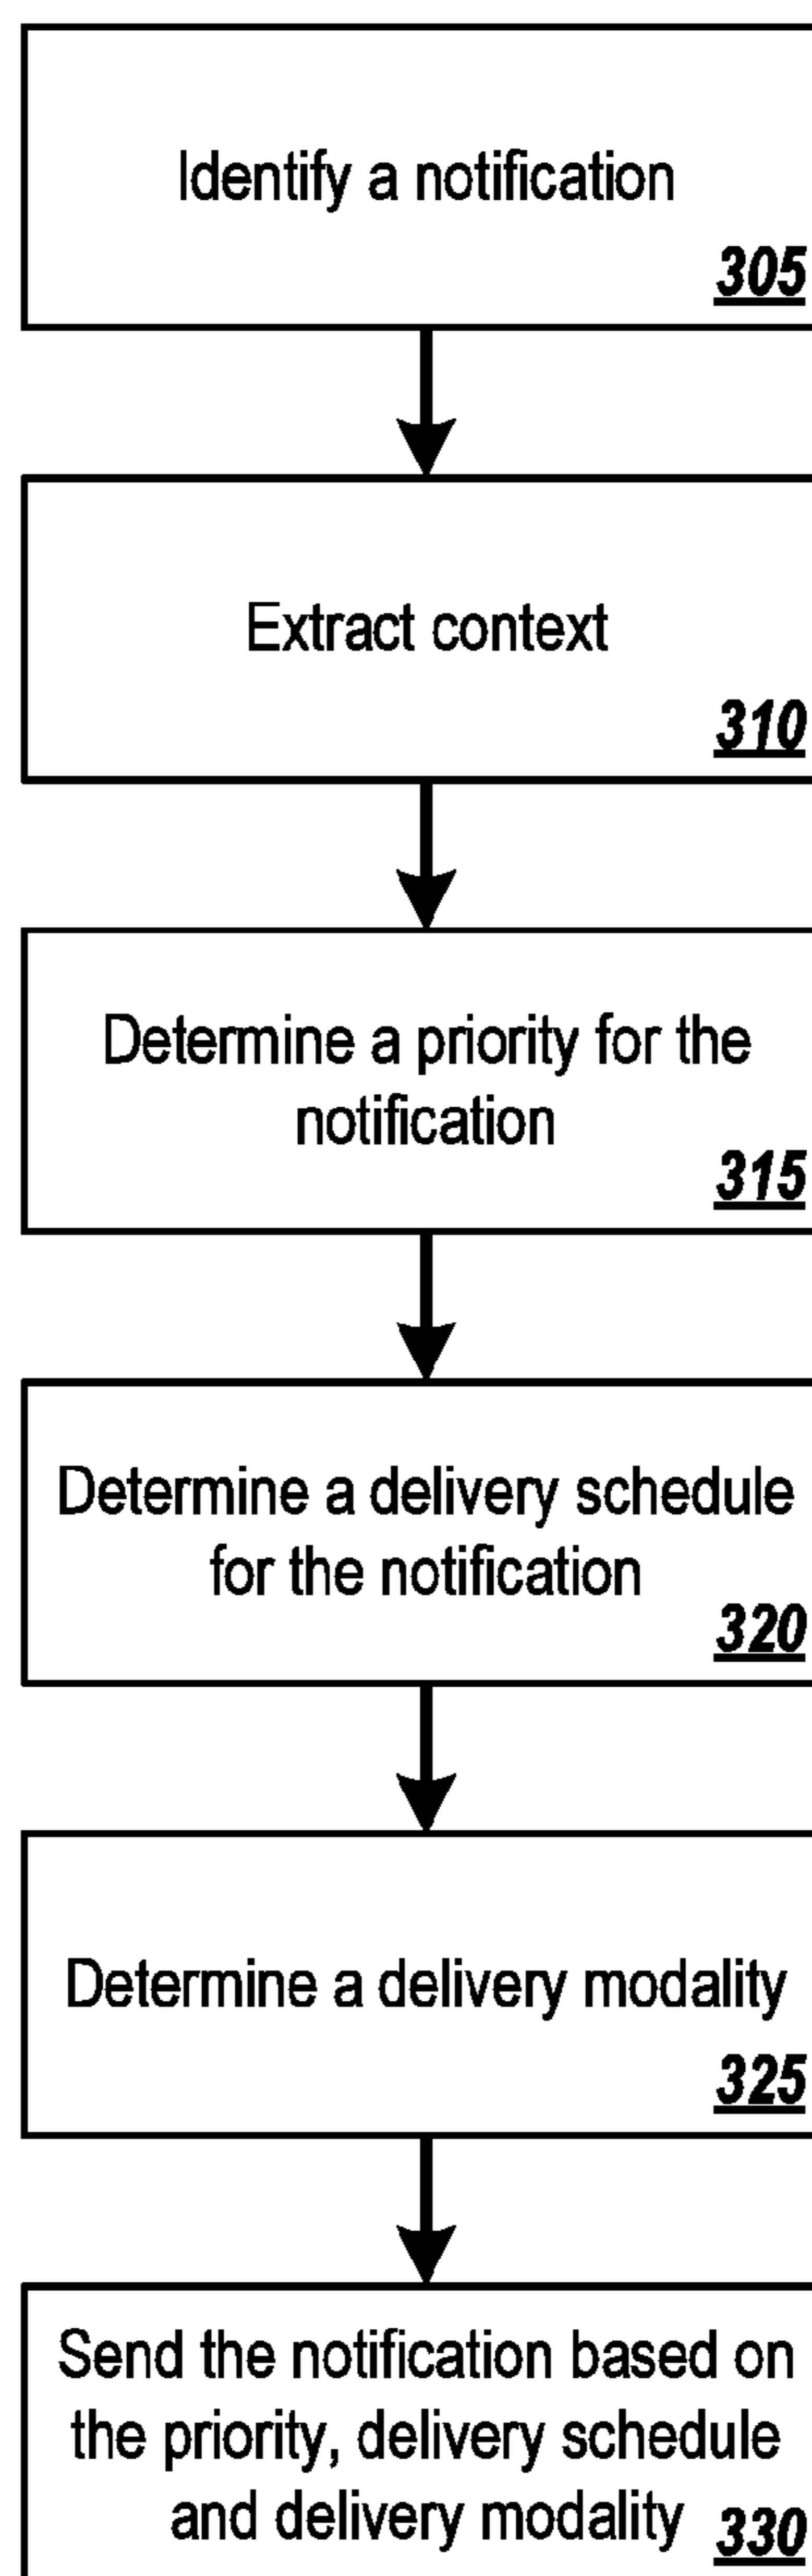 Identify a notification
305
Extract context
310
Determine a priority for the
notification
315
Determine a delivery schedule
for the notification
320
Determine a delivery modality
325
Send the notification based on
the priority, delivery schedule
and delivery modality 330